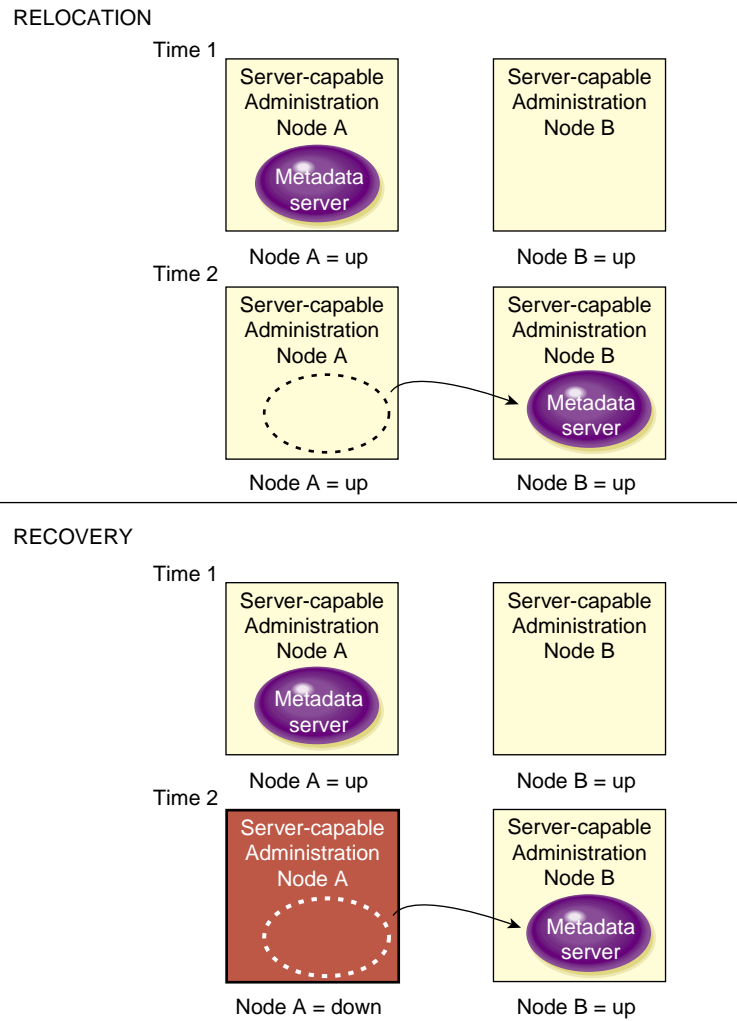 RELOCATION
Time 1
Server-capable
Administration
Node A
Metadata
server
Node A = up
Server-capable
Administration
Node B
Node B = up
Time 2
Server-capable
Administration
Node A
Node A = up
Server-capable
Administration
Node B
Metadata
server
Node B = up
RECOVERY
Time 1
Server-capable
Administration
Node A
Metadata
server
Node A = up
Server-capable
Administration
Node B
Node B = up
Time 2
Server-capable
Administration
Node A
Node A = down
Server-capable
Administration
Node B
Metadata
server
Node B = up